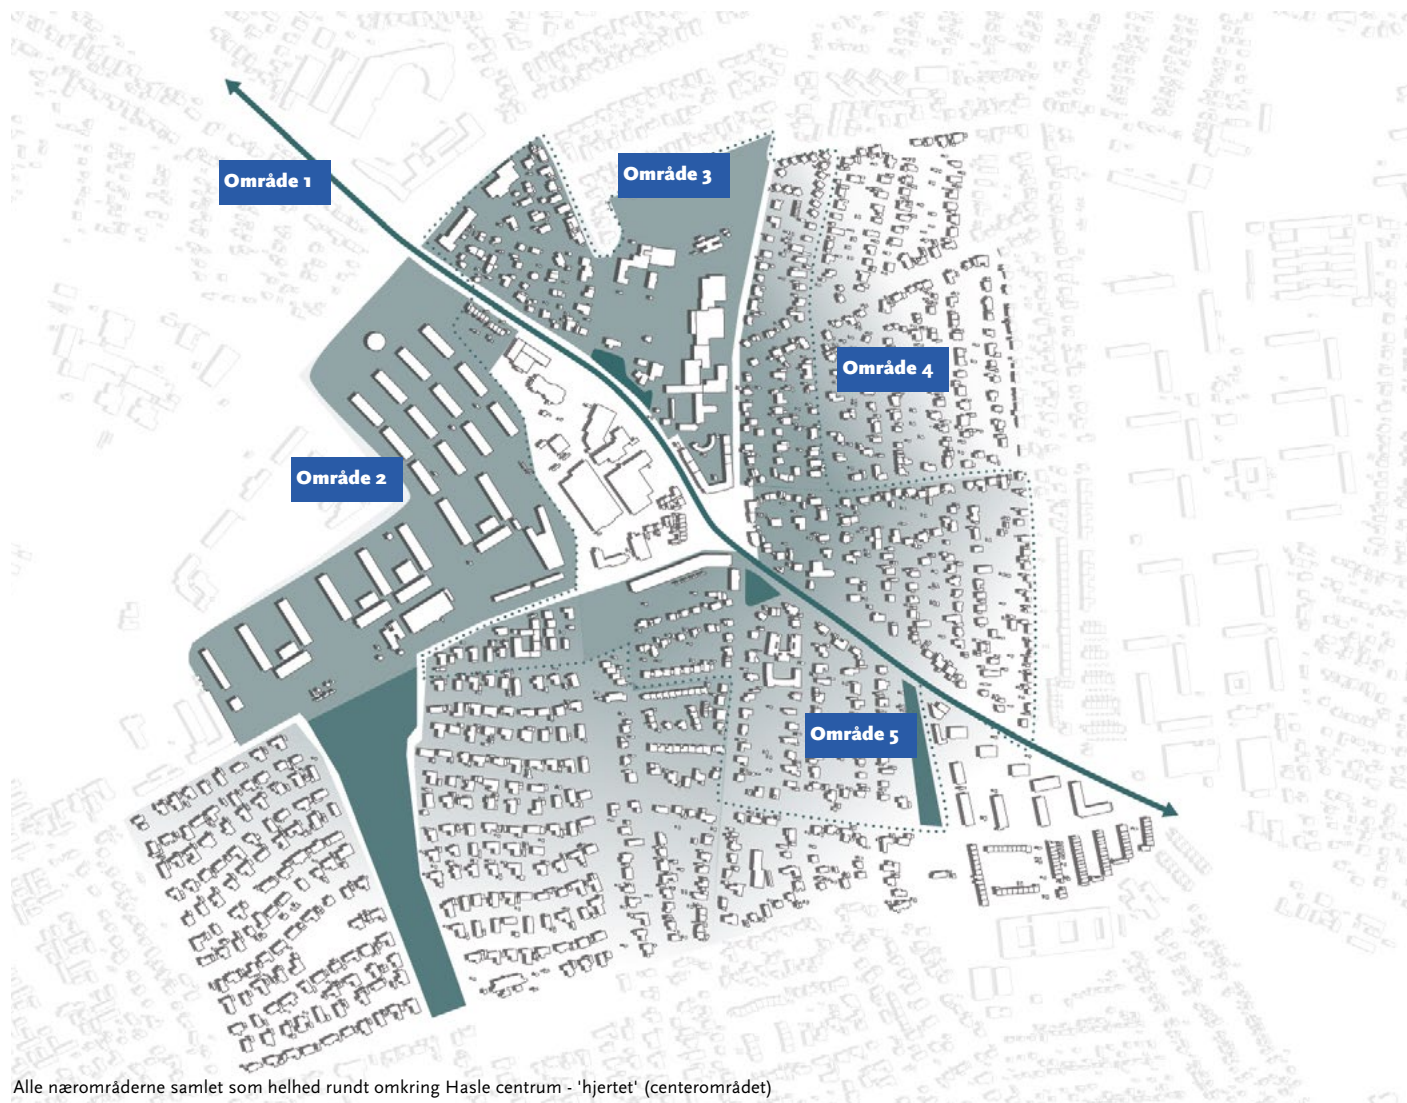 Område 1
Område 3
Område 4
Område 2
Område 5
Alle nærområderne samlet som helhed rundt omkring Hasle centrum - 'hjertet' (centerområdet)